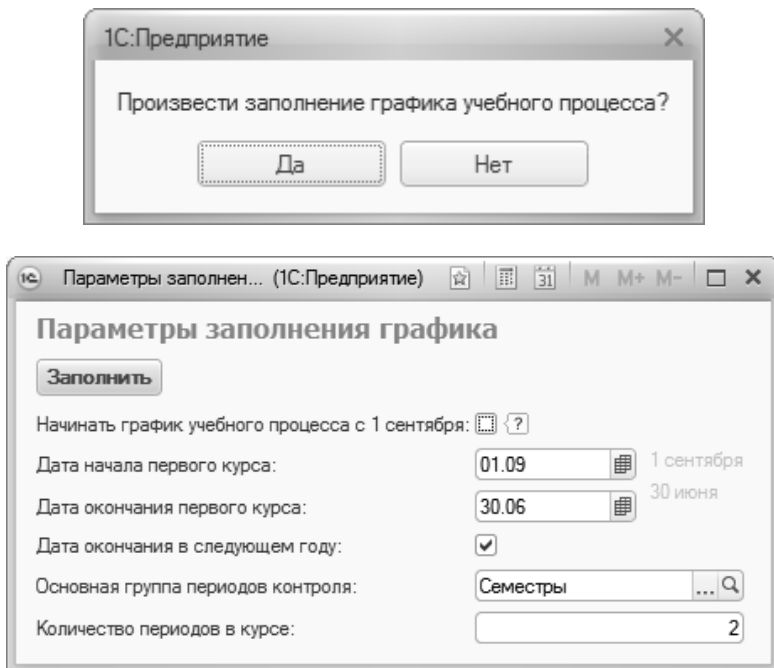 1С:Предприятие
Произвести заполнение графика учебного процесса?
Да Нет
1С Параметры заполнен... (1С:Предприятие) 31 M M+ M-
Параметры заполнения графика
Заполнить
Начинать график учебного процесса с 1 сентября: ?
Дата начала первого курса: 01.09 1 сентября
Дата окончания первого курса: 30.06 30 июня
Дата окончания в следующем году:
Основная группа периодов контроля: Семестры ...
Количество периодов в курсе: 2